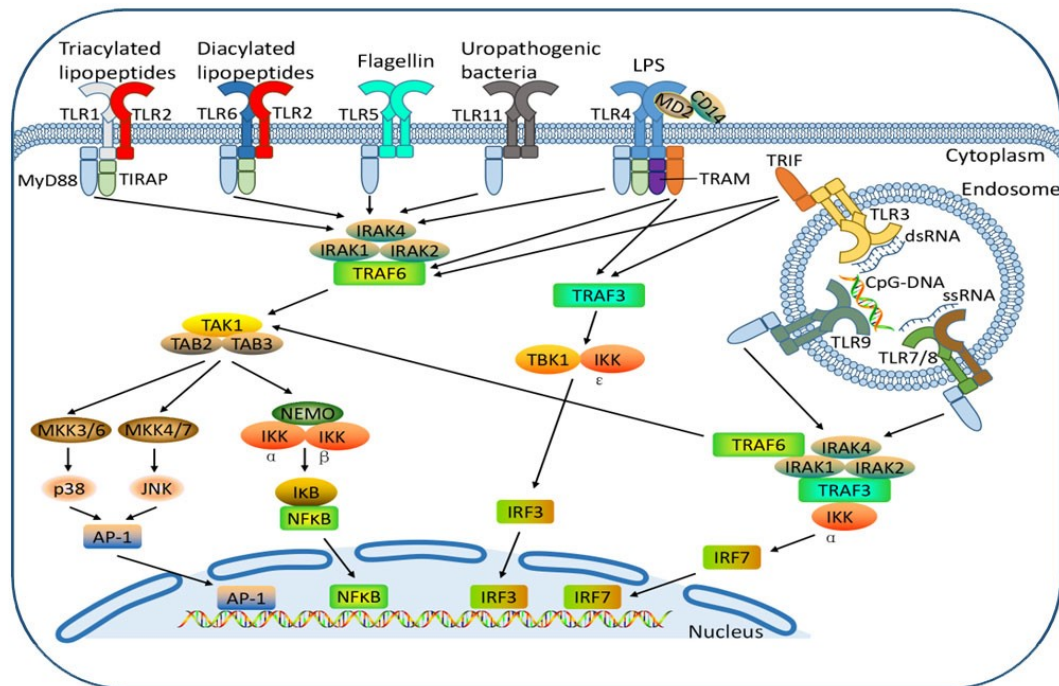 Triacylated
lipopeptides
Diacylated
lipopeptides
Flagellin
Uropathogenic
bacteria
LPS
TLR1
TLR2
TLR6
TLR2
TLR5
TLR11
TLR4
MD2
CD14
Cytoplasm
MyD88
TIRAP
TRAM
TRIF
Endosome
TLR3
dsRNA
IRAK4
IRAK1
IRAK2
TRAF6
TRAF3
CpG-DNA
ssRNA
TLR9
TLR7/8
TAK1
TAB2
TAB3
TBK1
IKK
ε
MKK3/6
MKK4/7
NEMO
IKK
IKK
α
β
TRAF6
IRAK4
IRAK1
IRAK2
TRAF3
IKK
α
p38
JNK
IκB
NFκB
IRF3
AP-1
IRF7
AP-1
NFκB
IRF3
IRF7
Nucleus